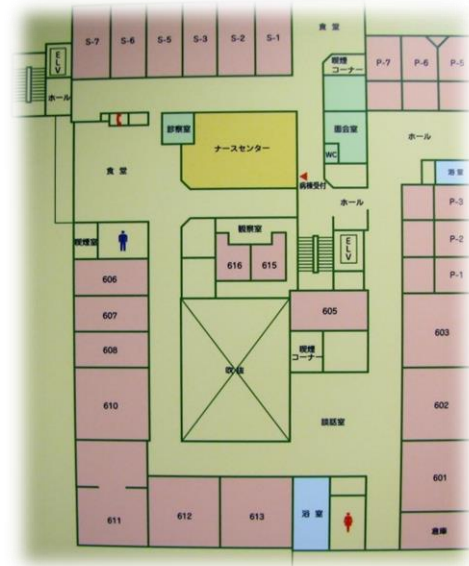 S-7
S-6
S-5
S-3
S-2
S-1
食堂
喫煙
コーナー
P-7
P-6
P-5
ELV
ホール
診察室
ナースセンター
面会室
WC
ホール
食堂
病棟受付
浴室
ホール
P-3
喫煙室
観察室
616
615
ELV
P-2
P-1
606
607
605
603
608
喫煙
コーナー
吹抜
610
602
談話室
601
611
612
613
浴室
倉庫